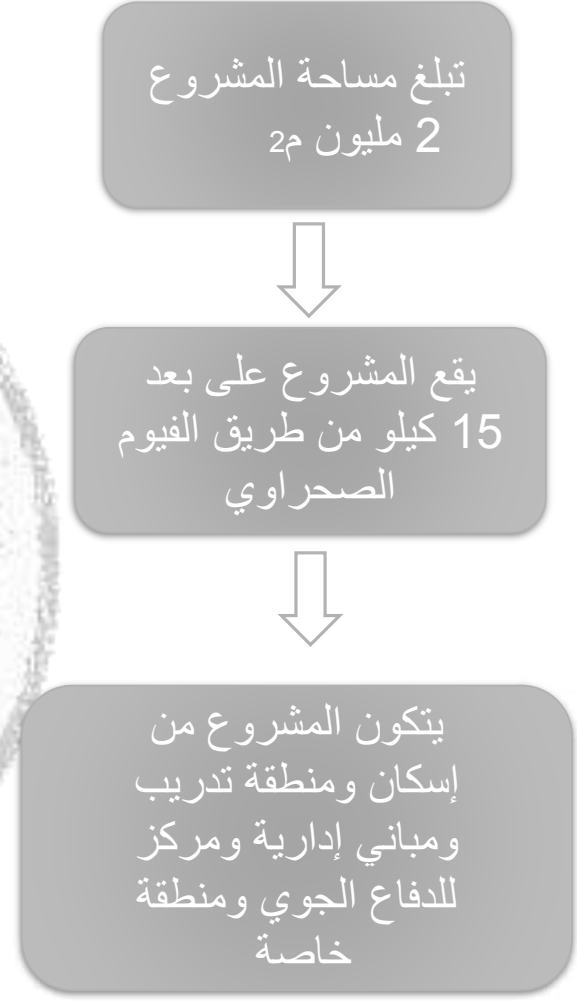 تبلغ مساحة المشروع
2 مليون م2
يقع المشروع على بعد
15 كيلو من طريق الفيوم
الصحراوي
يتكون المشروع من
إسكان ومنطقة تدريب
ومباني إدارية ومركز
للدفاع الجوي ومنطقة
خاصة